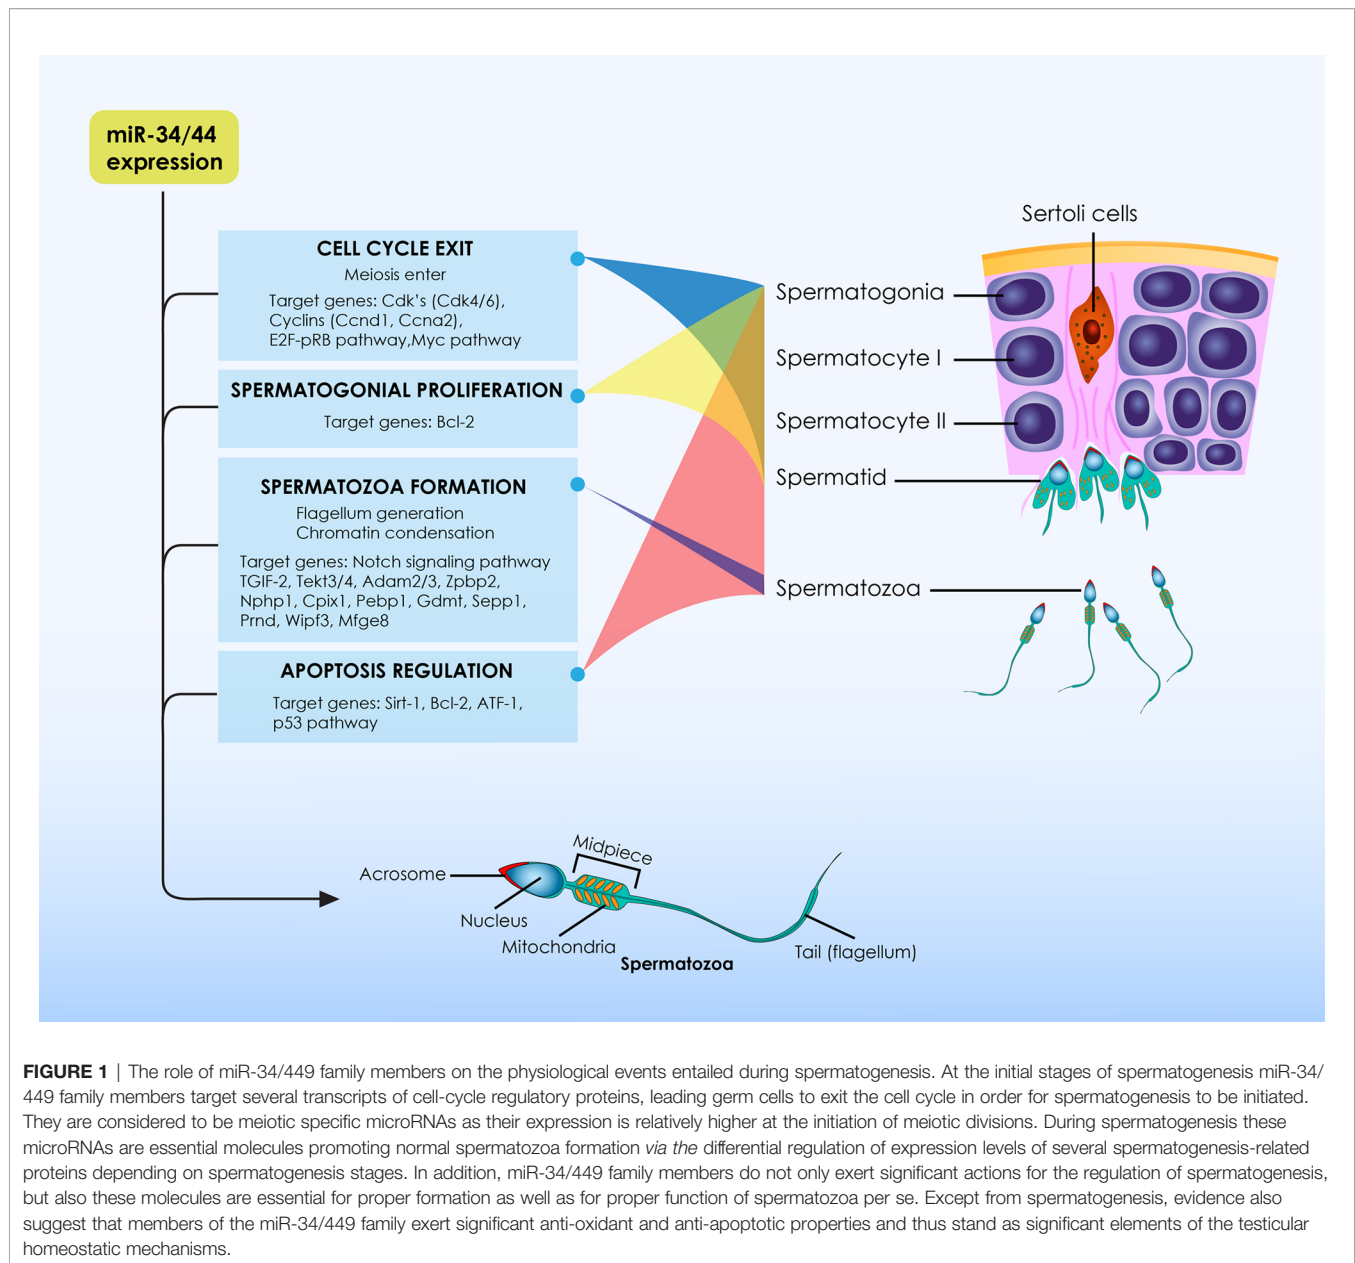 miR-34/44
expression
CELL CYCLE EXIT
Meiosis enter
Target genes: Cdk's (Cdk4/6),
Cyclins (Ccnd1, Ccna2),
E2F-pRB pathway,Myc pathway
SPERMATOGONIAL PROLIFERATION
Target genes: Bcl-2
SPERMATOZOA FORMATION
Flagellum generation
Chromatin condensation
Target genes: Notch signaling pathway
TGIF-2, Tekt3/4, Adam2/3, Zpbp2,
Nphp1, Cpix1, Pebp1, Gdmt, Sepp1,
Prnd, Wipf3, Mfge8
APOPTOSIS REGULATION
Target genes: Sirt-1, Bcl-2, ATF-1,
p53 pathway
Sertoli cells
Spermatogonia
Spermatocyte I
Spermatocyte II
Spermatid
Spermatozoa
Midpiece
Acrosome
Nucleus
Mitochondria
Spermatozoa
Tail (flagellum)
FIGURE 1 | The role of miR-34/449 family members on the physiological events entailed during spermatogenesis. At the initial stages of spermatogenesis miR-34/
449 family members target several transcripts of cell-cycle regulatory proteins, leading germ cells to exit the cell cycle in order for spermatogenesis to be initiated.
They are considered to be meiotic specific microRNAs as their expression is relatively higher at the initiation of meiotic divisions. During spermatogenesis these
microRNAs are essential molecules promoting normal spermatozoa formation via the differential regulation of expression levels of several spermatogenesis-related
proteins depending on spermatogenesis stages. In addition, miR-34/449 family members do not only exert significant actions for the regulation of spermatogenesis,
but also these molecules are essential for proper formation as well as for proper function of spermatozoa per se. Except from spermatogenesis, evidence also
suggest that members of the miR-34/449 family exert significant anti-oxidant and anti-apoptotic properties and thus stand as significant elements of the testicular
homeostatic mechanisms.